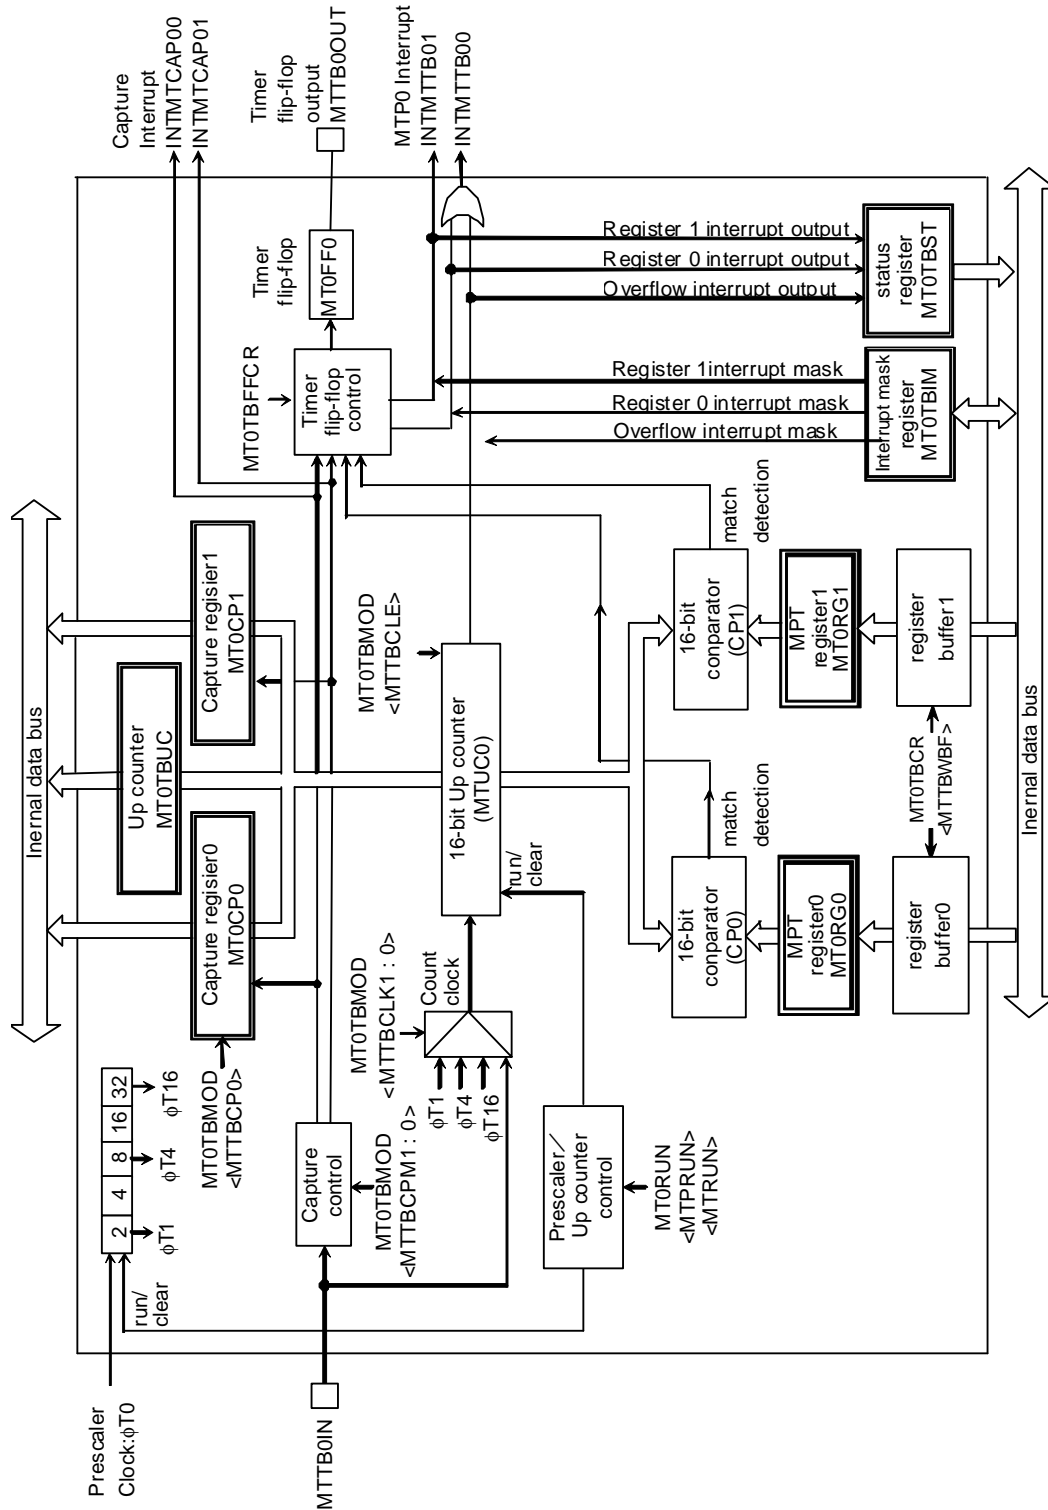 Prescaler
Clock:φT0
run/
clear
2
4
8
16
32
φT1
φT4
φT16
Inernal data bus
MT0TBMOD
<MTTBCP0>
Capture regisier0
MT0CP0
Up counter
MT0TBUC
Capture regisier1
MT0CP1
Capture
Interrupt
INTMTCAP00
INTMTCAP01
MTTB0IN
Capture
control
MT0TBMOD
<MTTBCPM1 : 0>
MT0TBFFCR
Timer
flip-flop
control
Timer
flip-flop
MT0FF0
Timer
flip-flop
output
MTTB0OUT
MT0TBMOD
<MTTBCLK1 : 0>
Count
clock
φT1
φT4
φT16
MT0TBMOD
<MTTBCLE>
16-bit Up counter
(MTUC0)
run/
clear
MTP0 Interrupt
INTMTTB01
INTMTTB00
Prescaler/
Up counter
control
MT0RUN
<MTPRUN>
<MTRUN>
Register 1 interrupt output
Register 0 interrupt output
Overflow interrupt output
Register 1interrupt mask
Register 0 interrupt mask
Overflow interrupt mask
16-bit
conparator
(CP0)
match
detection
16-bit
conparator
(CP1)
match
detection
MPT
register0
MT0RG0
MPT
register1
MT0RG1
Interrupt mask
register
MT0TBIM
status
register
MT0TBST
register
buffer0
MT0TBCR
<MTTBWBF>
register
buffer1
Internal data bus